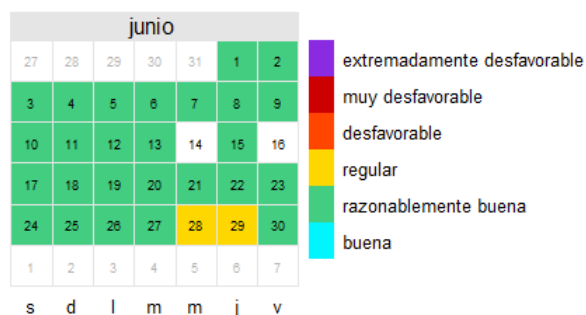 junio
27 28 29 30 31 1 2
3 4 5 6 7 8 9
10 11 12 13 14 15 16
17 18 19 20 21 22 23
24 25 26 27 28 29 30
1 2 3 4 5 6 7
s d l m m j v
extremadamente desfavorable
muy desfavorable
desfavorable
regular
razonablemente buena
buena